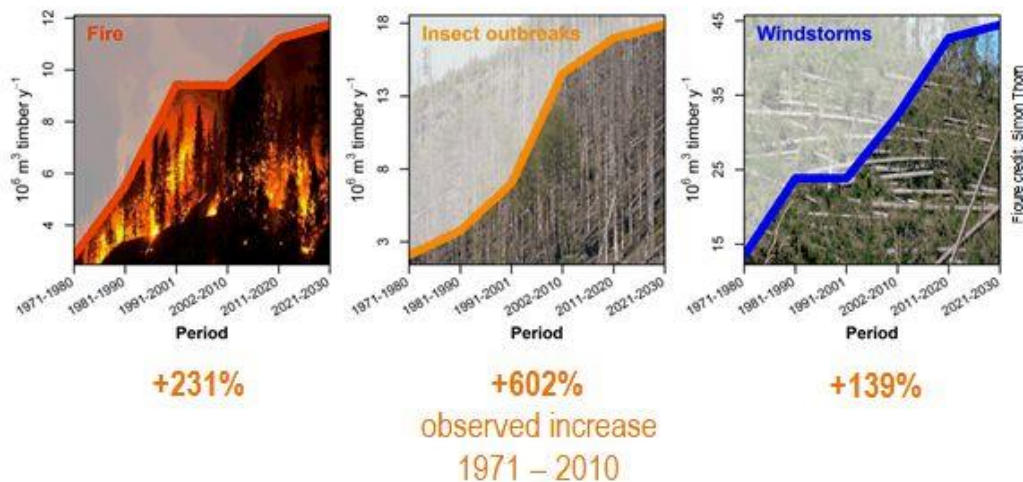 Fire
12
10
8
6
4
10⁶ m³ timber y⁻¹
1971-1980
1981-1990
1991-2001
2002-2010
2011-2020
2021-2030
Period
+231%
Insect outbreaks
18
13
8
3
10⁶ m³ timber y⁻¹
1971-1980
1981-1990
1991-2001
2002-2010
2011-2020
2021-2030
Period
+602%
observed increase
1971 – 2010
Windstorms
45
35
25
15
10⁶ m³ timber y⁻¹
1971-1980
1981-1990
1991-2001
2002-2010
2011-2020
2021-2030
Period
+139%
Figure credit: Simon Thorn